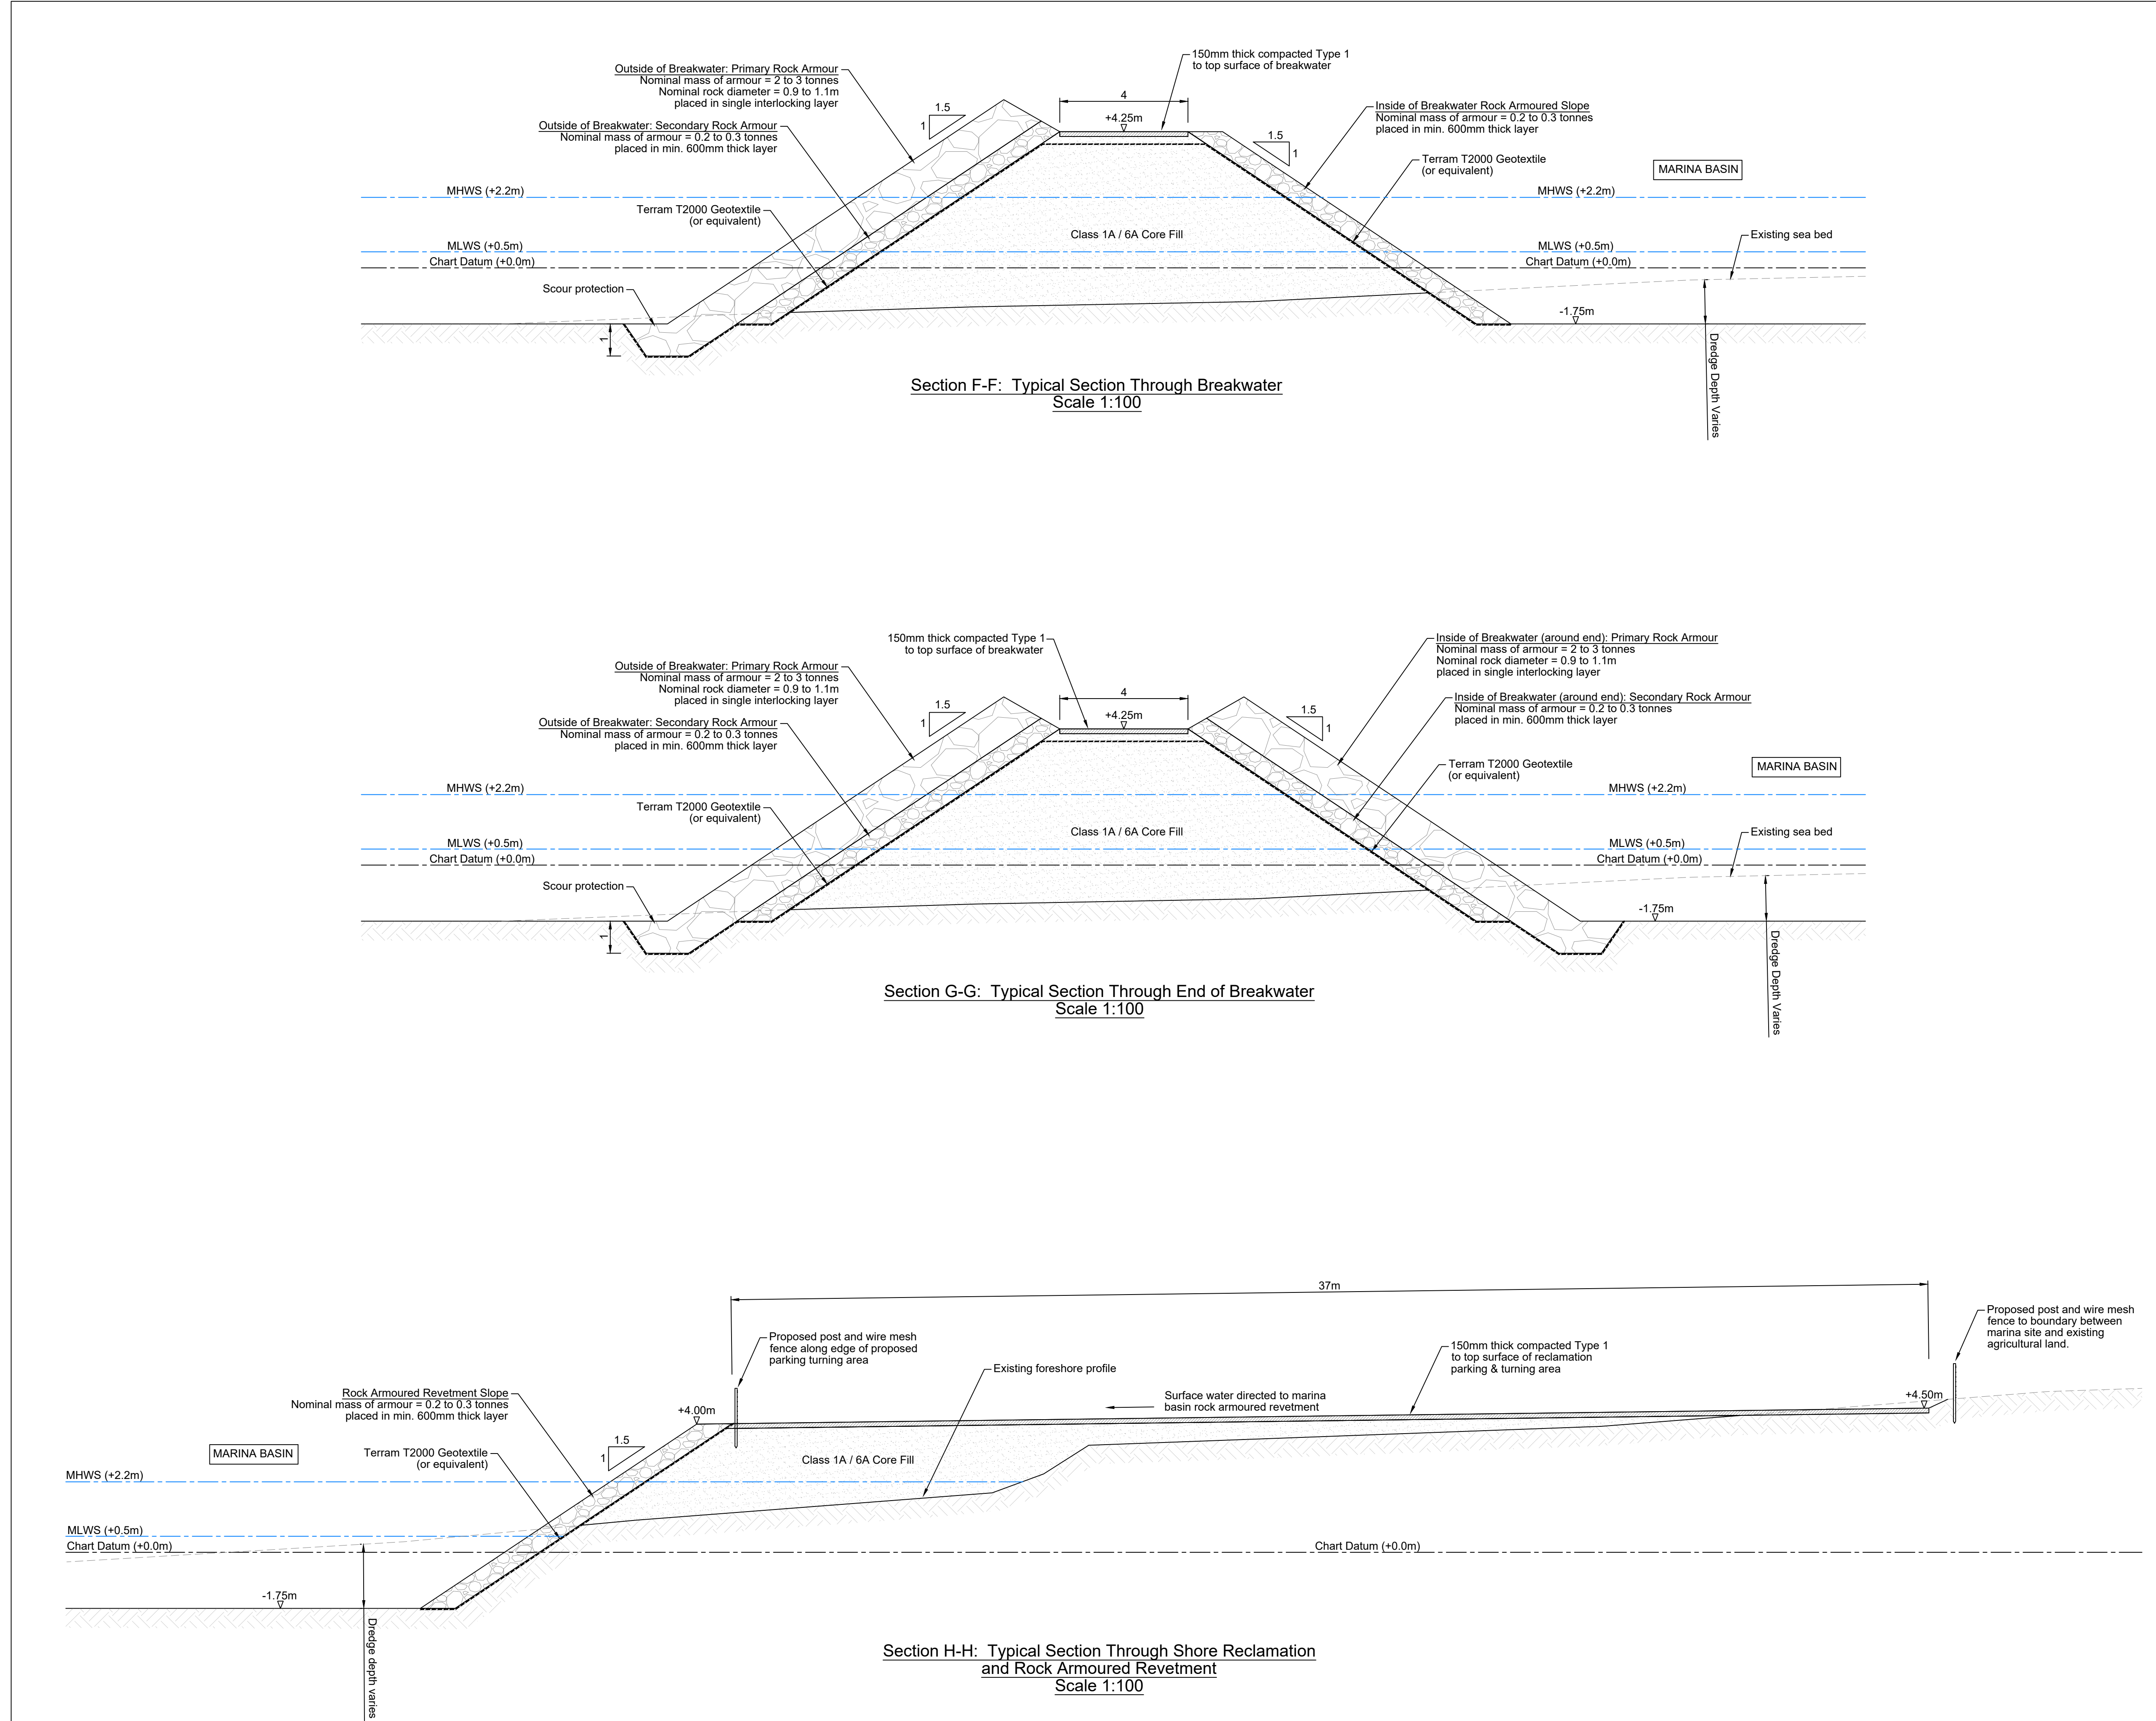 150mm thick compacted Type 1
to top surface of breakwater
Outside of Breakwater: Primary Rock Armour
Nominal mass of armour = 2 to 3 tonnes
Nominal rock diameter = 0.9 to 1.1m
placed in single interlocking layer
4
1.5
1
+4.25m
Inside of Breakwater Rock Armoured Slope
Nominal mass of armour = 0.2 to 0.3 tonnes
placed in min. 600mm thick layer
Outside of Breakwater: Secondary Rock Armour
Nominal mass of armour = 0.2 to 0.3 tonnes
placed in min. 600mm thick layer
1.5
1
Terram T2000 Geotextile
(or equivalent)
MARINA BASIN
MHWS (+2.2m)
MHWS (+2.2m)
Terram T2000 Geotextile
(or equivalent)
Class 1A / 6A Core Fill
Existing sea bed
MLWS (+0.5m)
MLWS (+0.5m)
Chart Datum (+0.0m)
Chart Datum (+0.0m)
Scour protection
-1.75m
1
Dredge Depth Varies
Section F-F: Typical Section Through Breakwater
Scale 1:100
150mm thick compacted Type 1
to top surface of breakwater
Inside of Breakwater (around end): Primary Rock Armour
Nominal mass of armour = 2 to 3 tonnes
Nominal rock diameter = 0.9 to 1.1m
placed in single interlocking layer
Outside of Breakwater: Primary Rock Armour
Nominal mass of armour = 2 to 3 tonnes
Nominal rock diameter = 0.9 to 1.1m
placed in single interlocking layer
4
Inside of Breakwater (around end): Secondary Rock Armour
Nominal mass of armour = 0.2 to 0.3 tonnes
placed in min. 600mm thick layer
1.5
1
+4.25m
1.5
1
Outside of Breakwater: Secondary Rock Armour
Nominal mass of armour = 0.2 to 0.3 tonnes
placed in min. 600mm thick layer
Terram T2000 Geotextile
(or equivalent)
MARINA BASIN
MHWS (+2.2m)
MHWS (+2.2m)
Terram T2000 Geotextile
(or equivalent)
Class 1A / 6A Core Fill
Existing sea bed
MLWS (+0.5m)
MLWS (+0.5m)
Chart Datum (+0.0m)
Chart Datum (+0.0m)
Scour protection
-1.75m
1
Dredge Depth Varies
Section G-G: Typical Section Through End of Breakwater
Scale 1:100
37m
Proposed post and wire mesh
fence to boundary between
marina site and existing
agricultural land.
Proposed post and wire mesh
fence along edge of proposed
parking turning area
150mm thick compacted Type 1
to top surface of reclamation
parking & turning area
Existing foreshore profile
Rock Armoured Revetment Slope
Nominal mass of armour = 0.2 to 0.3 tonnes
placed in min. 600mm thick layer
Surface water directed to marina
basin rock armoured revetment
+4.50m
+4.00m
1.5
1
MARINA BASIN
Terram T2000 Geotextile
(or equivalent)
Class 1A / 6A Core Fill
MHWS (+2.2m)
MLWS (+0.5m)
Chart Datum (+0.0m)
Chart Datum (+0.0m)
-1.75m
Dredge depth varies
Section H-H: Typical Section Through Shore Reclamation
and Rock Armoured Revetment
Scale 1:100